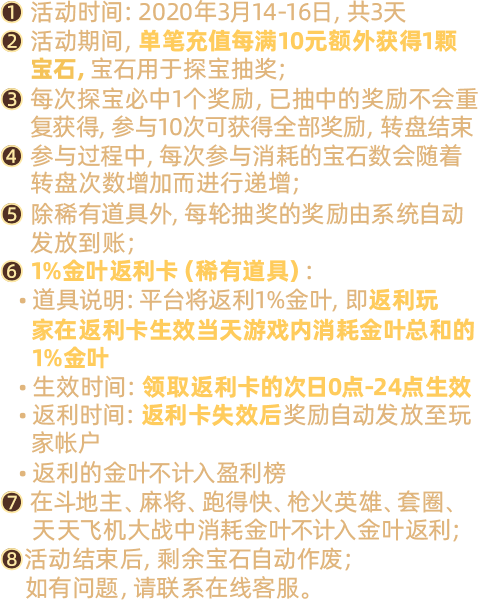 1 活动时间: 2020年3月14-16日, 共3天
2 活动期间, 单笔充值每满10元额外获得1颗
宝石, 宝石用于探宝抽奖;
3 每次探宝必中1个奖励, 已抽中的奖励不会重
复获得, 参与10次可获得全部奖励, 转盘结束
4 参与过程中, 每次参与消耗的宝石数会随着
转盘次数增加而进行递增;
5 除稀有道具外, 每轮抽奖的奖励由系统自动
发放到账;
6 1%金叶返利卡 (稀有道具) :
• 道具说明: 平台将返利1%金叶, 即返利玩
家在返利卡生效当天游戏内消耗金叶总和的
1%金叶
• 生效时间: 领取返利卡的次日0点-24点生效
• 返利时间: 返利卡失效后奖励自动发放至玩
家帐户
• 返利的金叶不计入盈利榜
7 在斗地主、麻将、跑得快、枪火英雄、套圈、
天天飞机大战中消耗金叶不计入金叶返利;
8 活动结束后, 剩余宝石自动作废;
如有问题, 请联系在线客服。